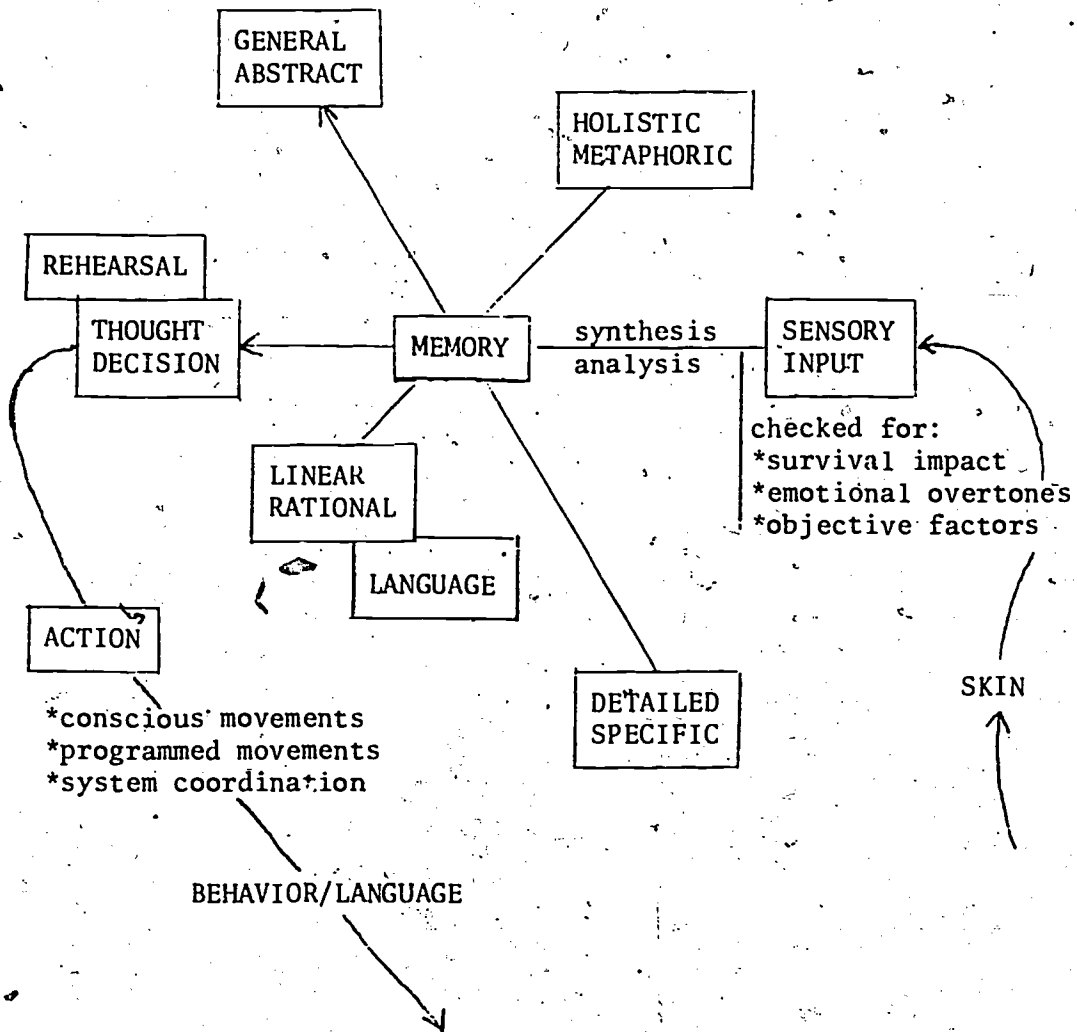 GENERAL
ABSTRACT
HOLISTIC
METAPHORIC
REHEARSAL
THOUGHT
DECISION
MEMORY
synthesis
analysis
SENSORY
INPUT
checked for:
*survival impact
*emotional overtones
*objective factors
LINEAR
RATIONAL
LANGUAGE
ACTION
*conscious movements
*programmed movements
*system coordination
DETAILED
SPECIFIC
SKIN
BEHAVIOR/LANGUAGE